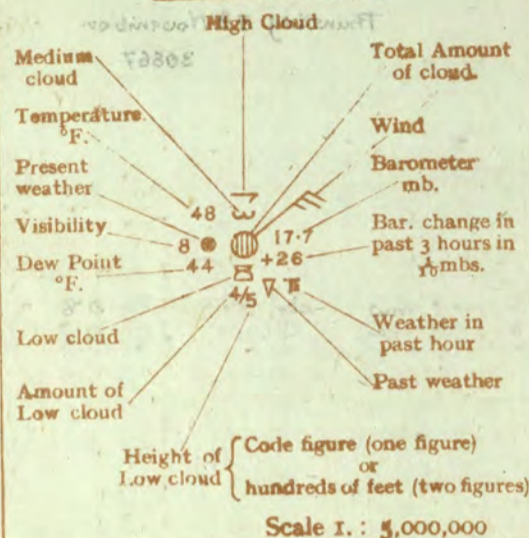 High Cloud
Medium
cloud
Total Amount
of cloud.
Temperature
°F.
Wind
Present
weather
Barometer
mb.
48
Visibility
8
17·7
Bar. change in
past 3 hours in
1/10 mbs.
+26
Dew Point
°F.
44
4/5
Low cloud
Weather in
past hour
Amount of
Low cloud
Past weather
Height of
Low cloud
Code figure (one figure)
or
hundreds of feet (two figures)
Scale 1. : 5,000,000